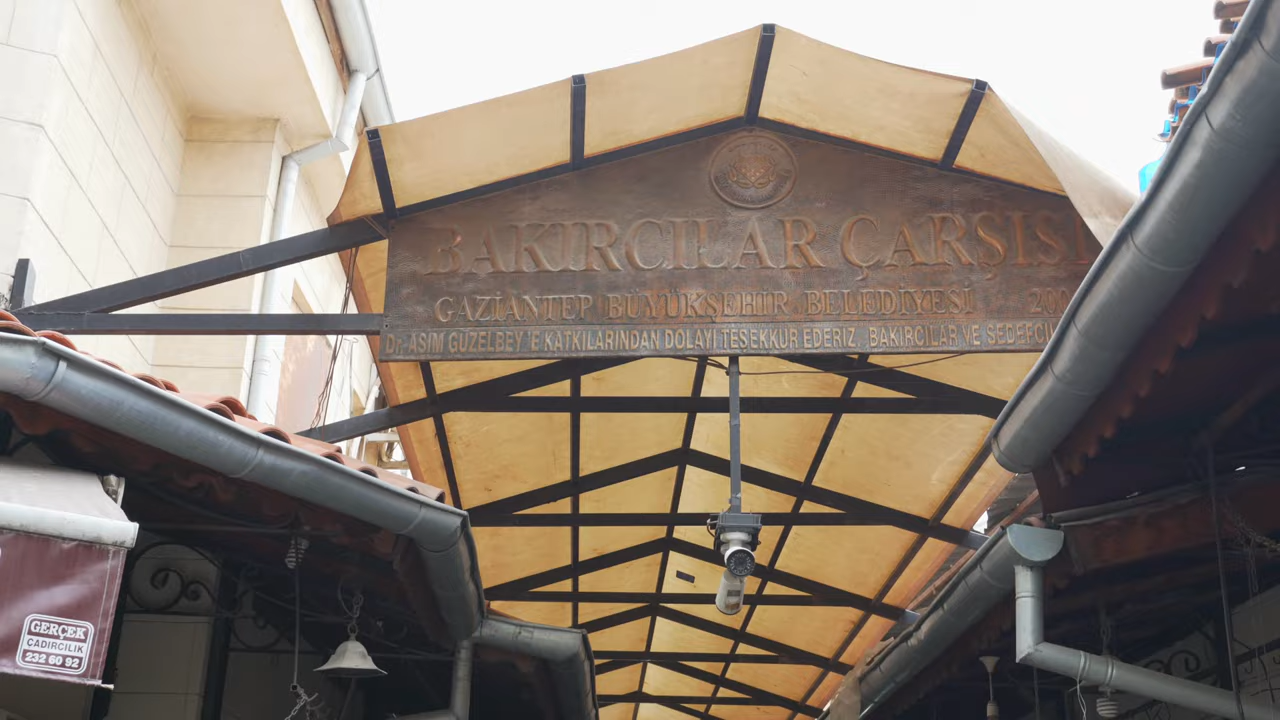 BAKIRCILAR ÇARŞISI
GAZİANTEP BÜYÜKŞEHİR BELEDİYESİ
Dr. ASIM GÜZELBEY'E KATKILARINDAN DOLAYI TEŞEKKÜR EDERİZ. BAKIRCILAR VE SEDEFCİ
GERÇEK
ÇADIRCILIK
232 60 92